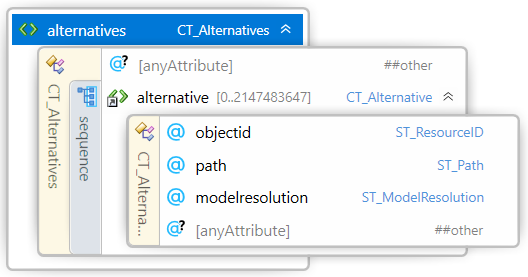 alternatives CT_Alternatives
CT_Alternatives
sequence
[anyAttribute] ##other
alternative [0..2147483647] CT_Alternative
CT_Alterna...
objectid ST_ResourceID
path ST_Path
modelresolution ST_ModelResolution
[anyAttribute] ##other